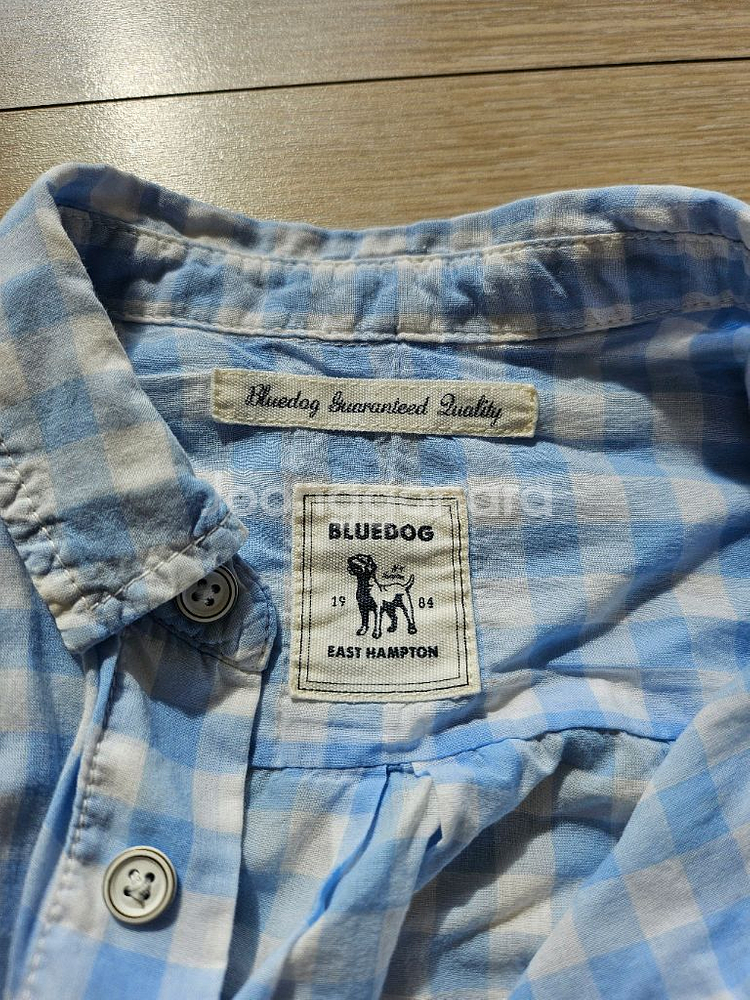 Bluedog Guaranteed Quality
BLUEDOG
19 84
EAST HAMPTON